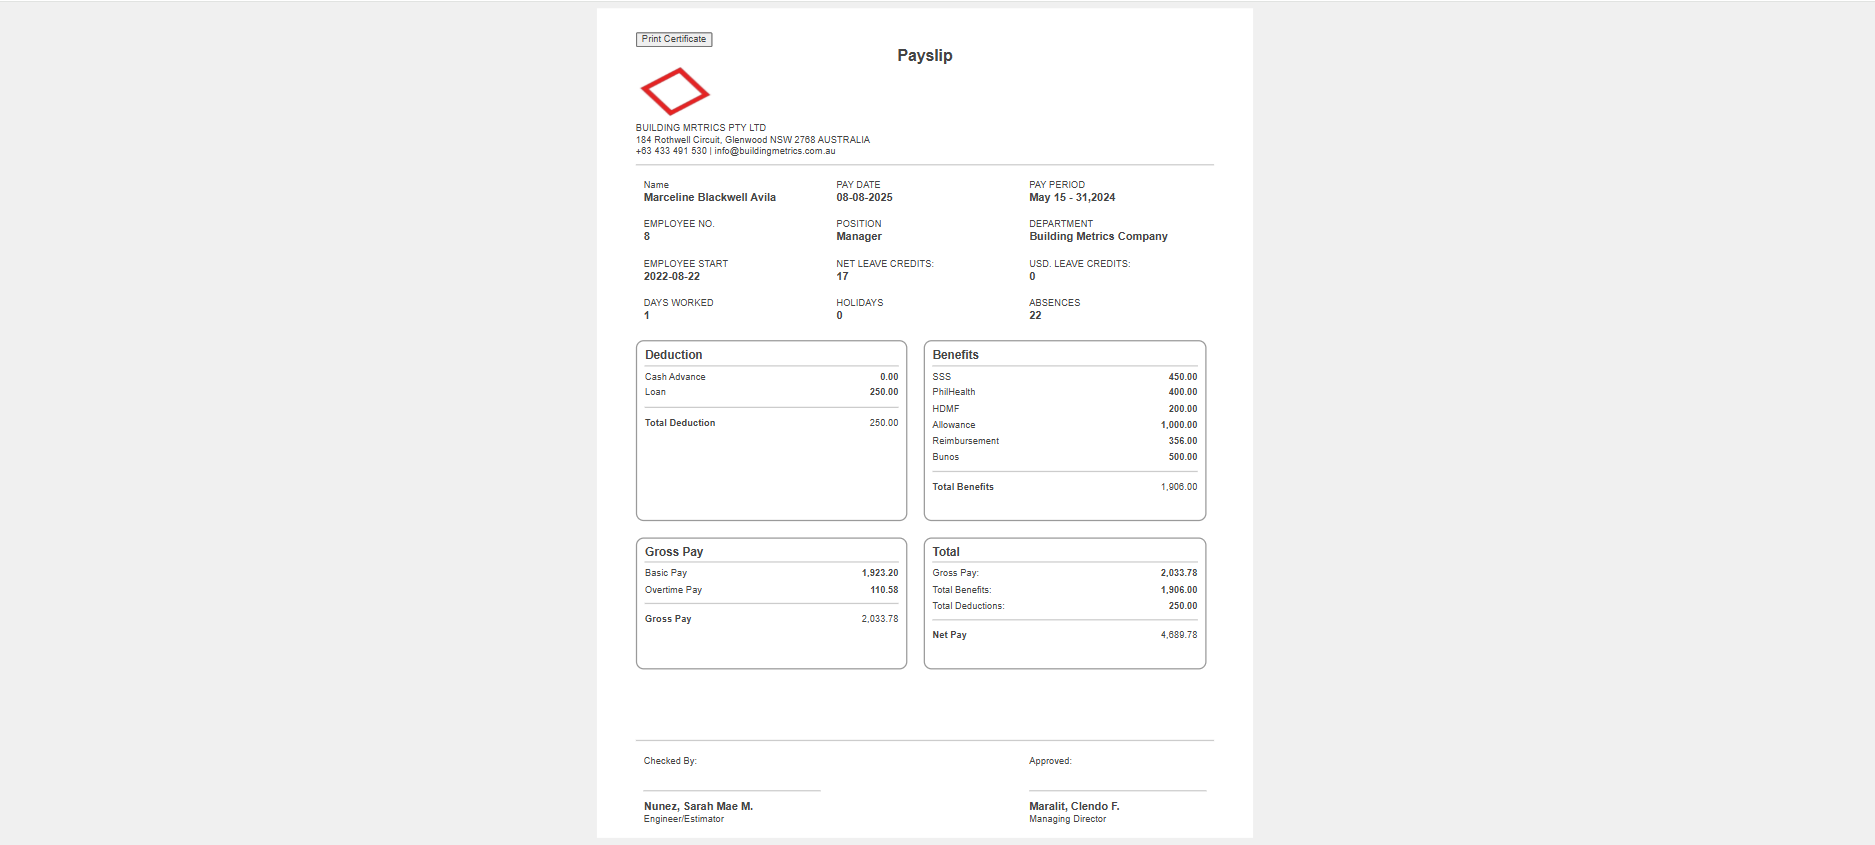 Print Certificate
Payslip
BUILDING MRTRICS PTY LTD
184 Rothwell Circuit, Glenwood NSW 2768 AUSTRALIA
+63 433 491 530 | info@buildingmetrics.com.au
Name PAY DATE PAY PERIOD
Marceline Blackwell Avila 08-08-2025 May 15 - 31,2024
EMPLOYEE NO. POSITION DEPARTMENT
8 Manager Building Metrics Company
EMPLOYEE START NET LEAVE CREDITS: USD. LEAVE CREDITS:
2022-08-22 17 0
DAYS WORKED HOLIDAYS ABSENCES
1 0 22
Deduction
Cash Advance 0.00
Loan 250.00
Total Deduction 250.00
Benefits
SSS 450.00
PhilHealth 400.00
HDMF 200.00
Allowance 1,000.00
Reimbursement 356.00
Bunos 500.00
Total Benefits 1,906.00
Gross Pay
Basic Pay 1,923.20
Overtime Pay 110.58
Gross Pay 2,033.78
Total
Gross Pay: 2,033.78
Total Benefits: 1,906.00
Total Deductions: 250.00
Net Pay 4,689.78
Checked By: Approved:
Nunez, Sarah Mae M. Maralit, Clendo F.
Engineer/Estimator Managing Director